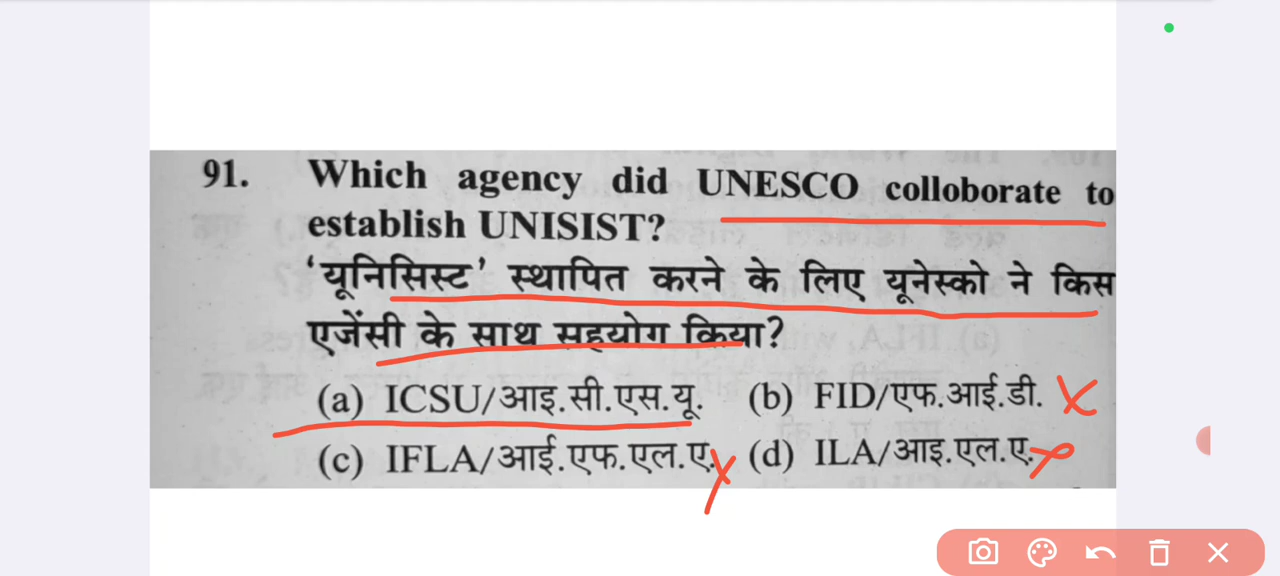 91. Which agency did UNESCO colloborate to
establish UNISIST?
‘यूनिसिस्ट’ स्थापित करने के लिए यूनेस्को ने किस
एजेंसी के साथ सहयोग किया?
(a) ICSU/आइ.सी.एस.यू. (b) FID/एफ.आई.डी.
(c) IFLA/आई.एफ.एल.ए. (d) ILA/आइ.एल.ए.